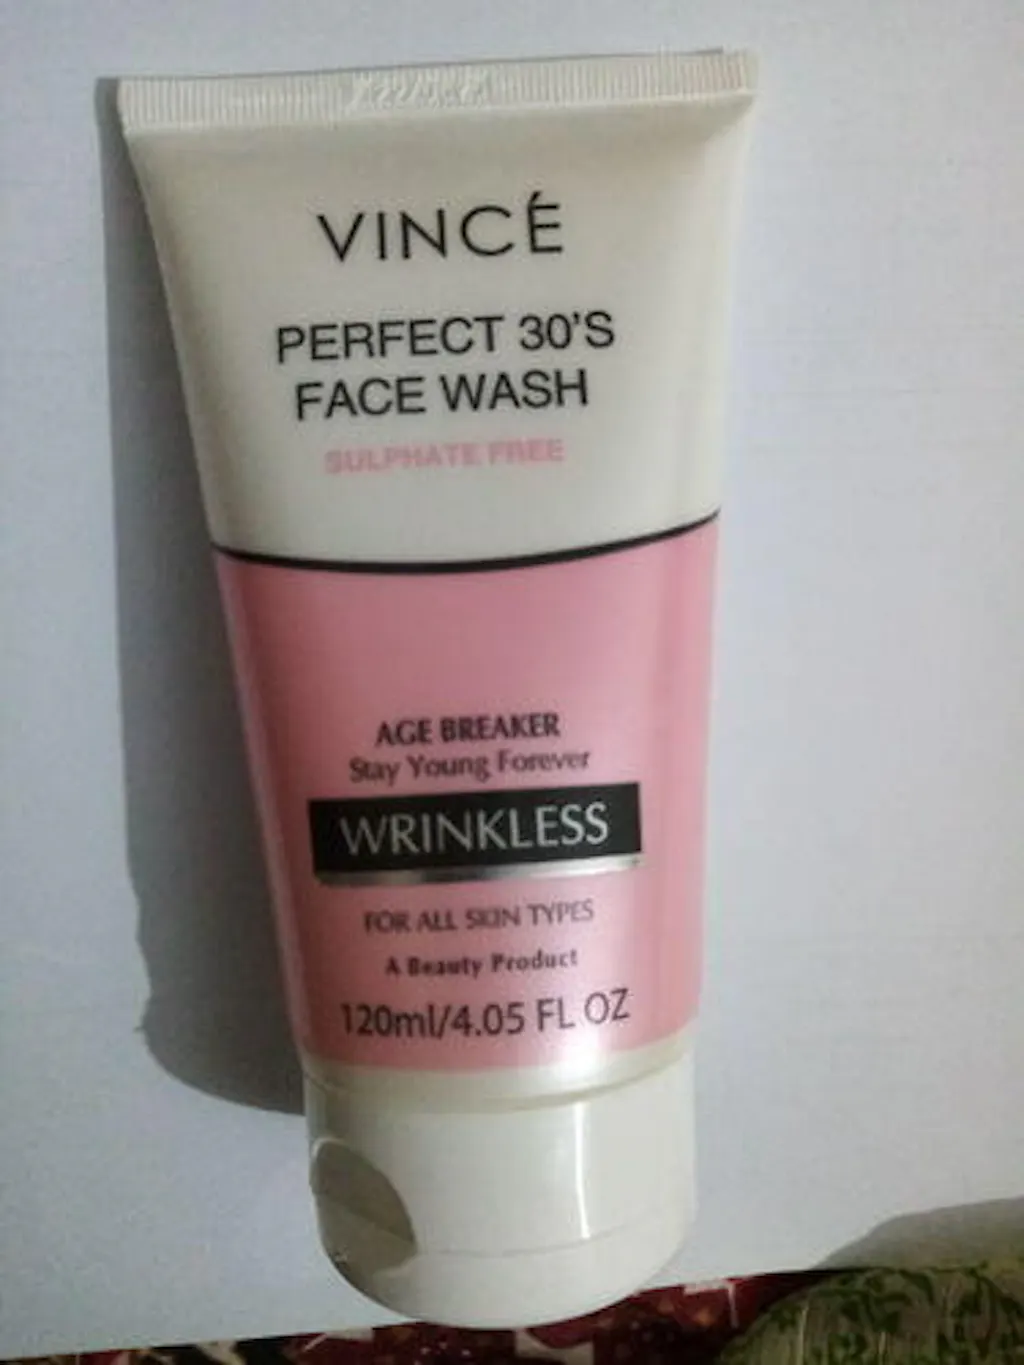 VINCÉ
PERFECT 30'S
FACE WASH
SULPHATE FREE
AGE BREAKER
Stay Young Forever
WRINKLESS
FOR ALL SKIN TYPES
A Beauty Product
120ml/4.05 FL OZ